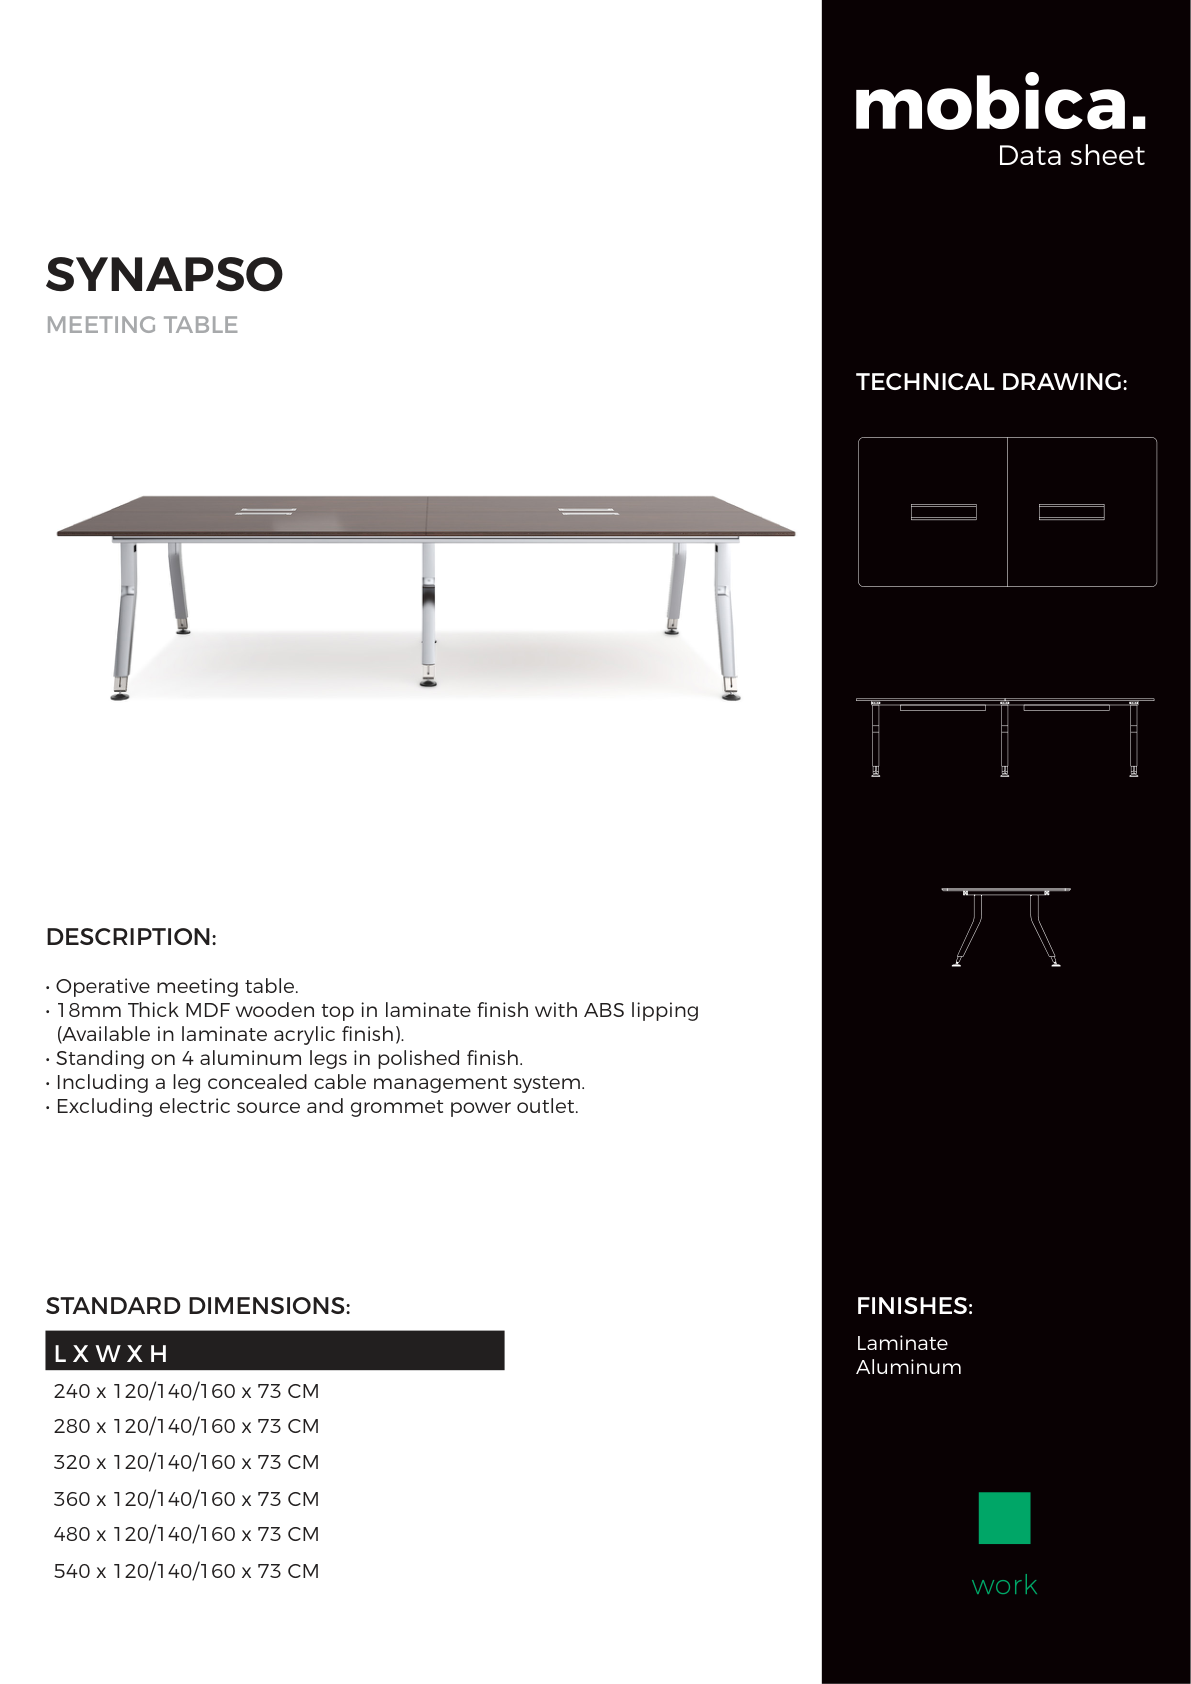 mobica.
Data sheet
SYNAPSO
MEETING TABLE
TECHNICAL DRAWING:
DESCRIPTION:
• Operative meeting table.
• 18mm Thick MDF wooden top in laminate finish with ABS lipping
(Available in laminate acrylic finish).
• Standing on 4 aluminum legs in polished finish.
• Including a leg concealed cable management system.
• Excluding electric source and grommet power outlet.
STANDARD DIMENSIONS:
L X W X H
240 x 120/140/160 x 73 CM
280 x 120/140/160 x 73 CM
320 x 120/140/160 x 73 CM
360 x 120/140/160 x 73 CM
480 x 120/140/160 x 73 CM
540 x 120/140/160 x 73 CM
FINISHES:
Laminate
Aluminum
work